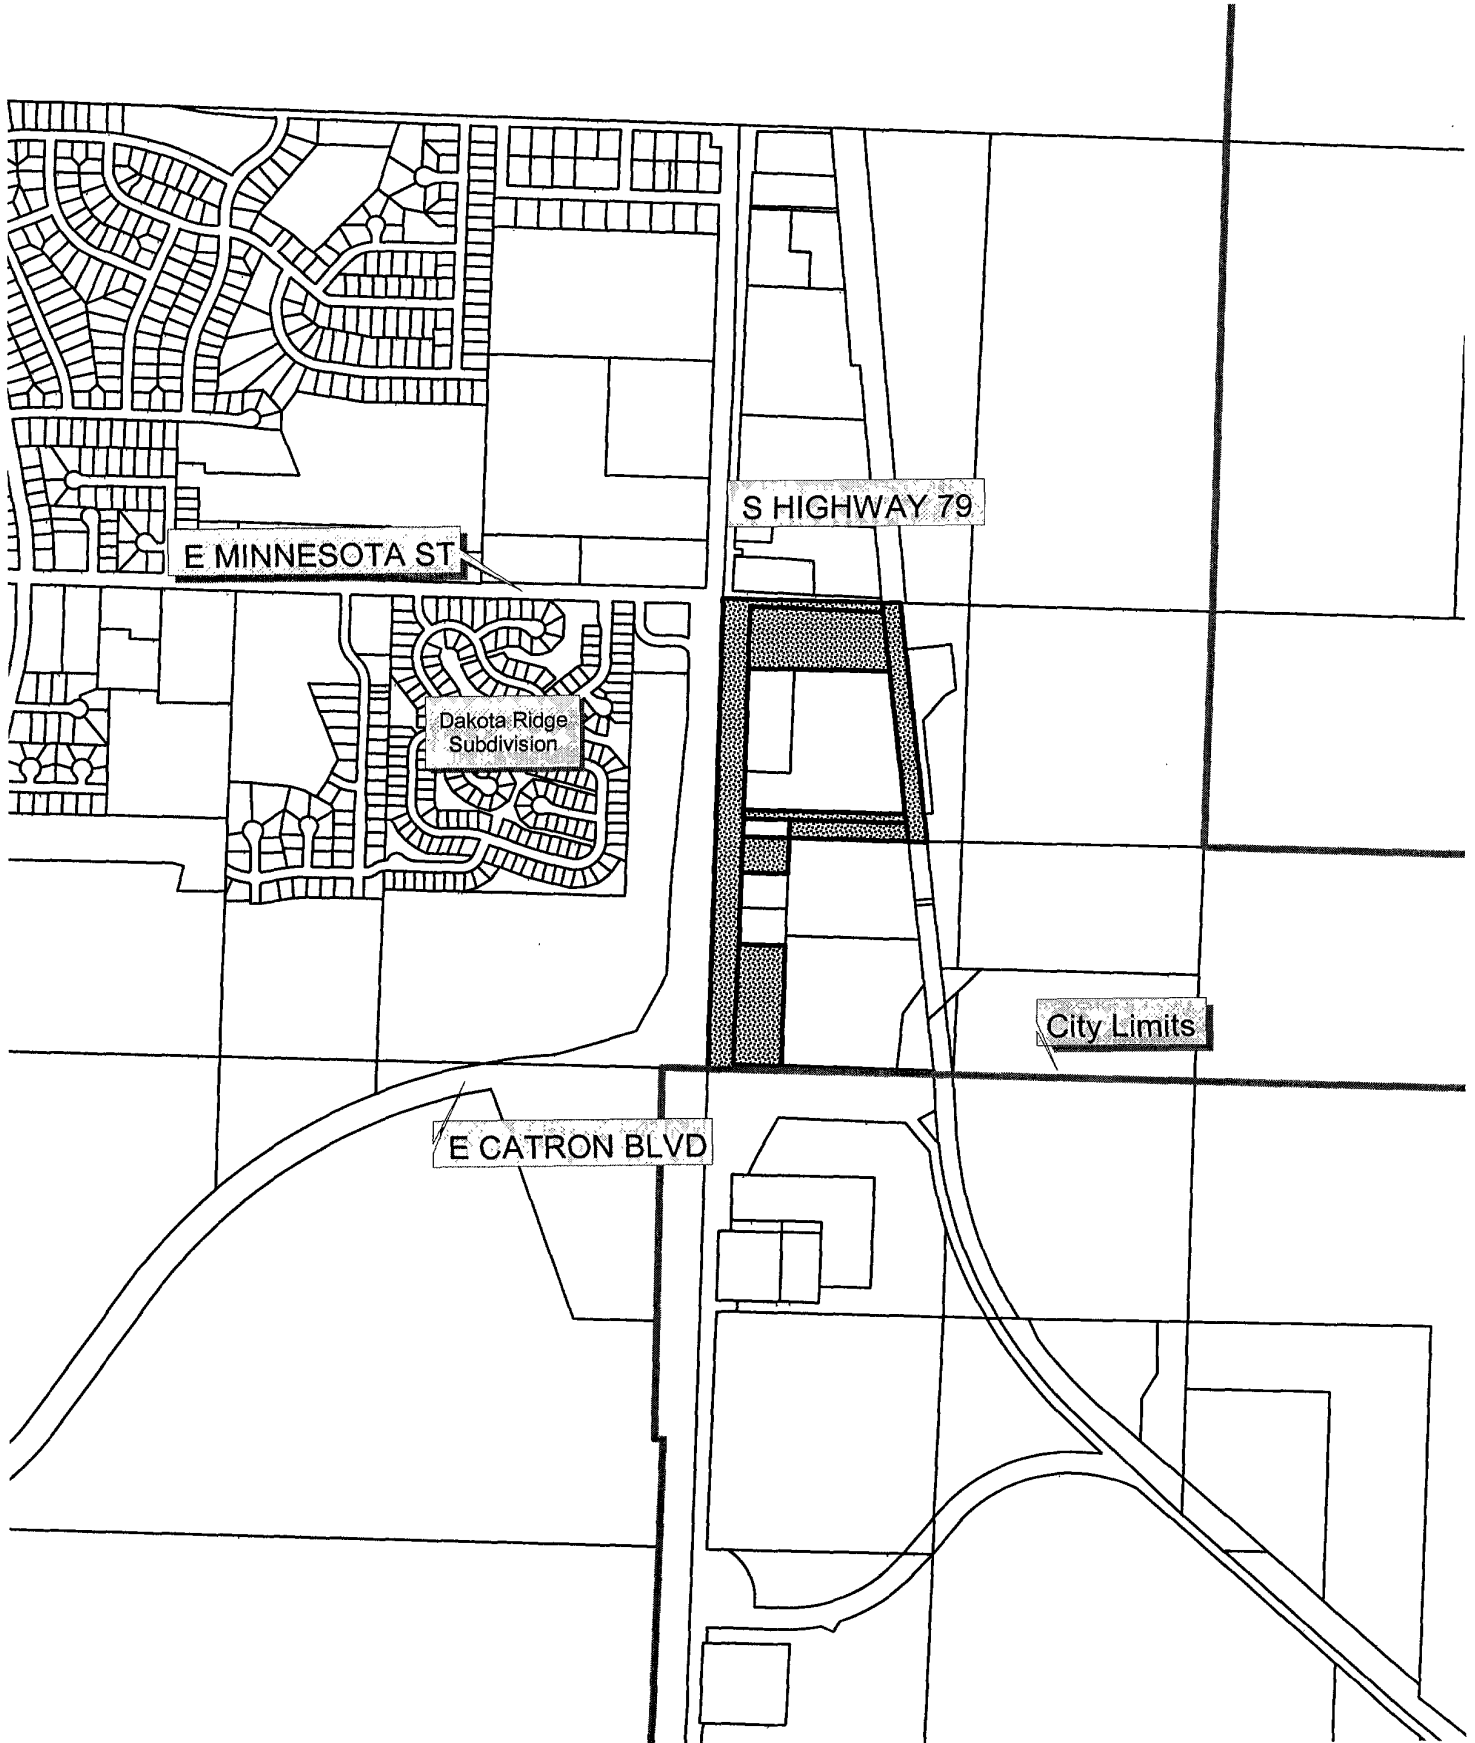 S HIGHWAY 79
E MINNESOTA ST
Dakota Ridge
Subdivision
City Limits
E CATRON BLVD